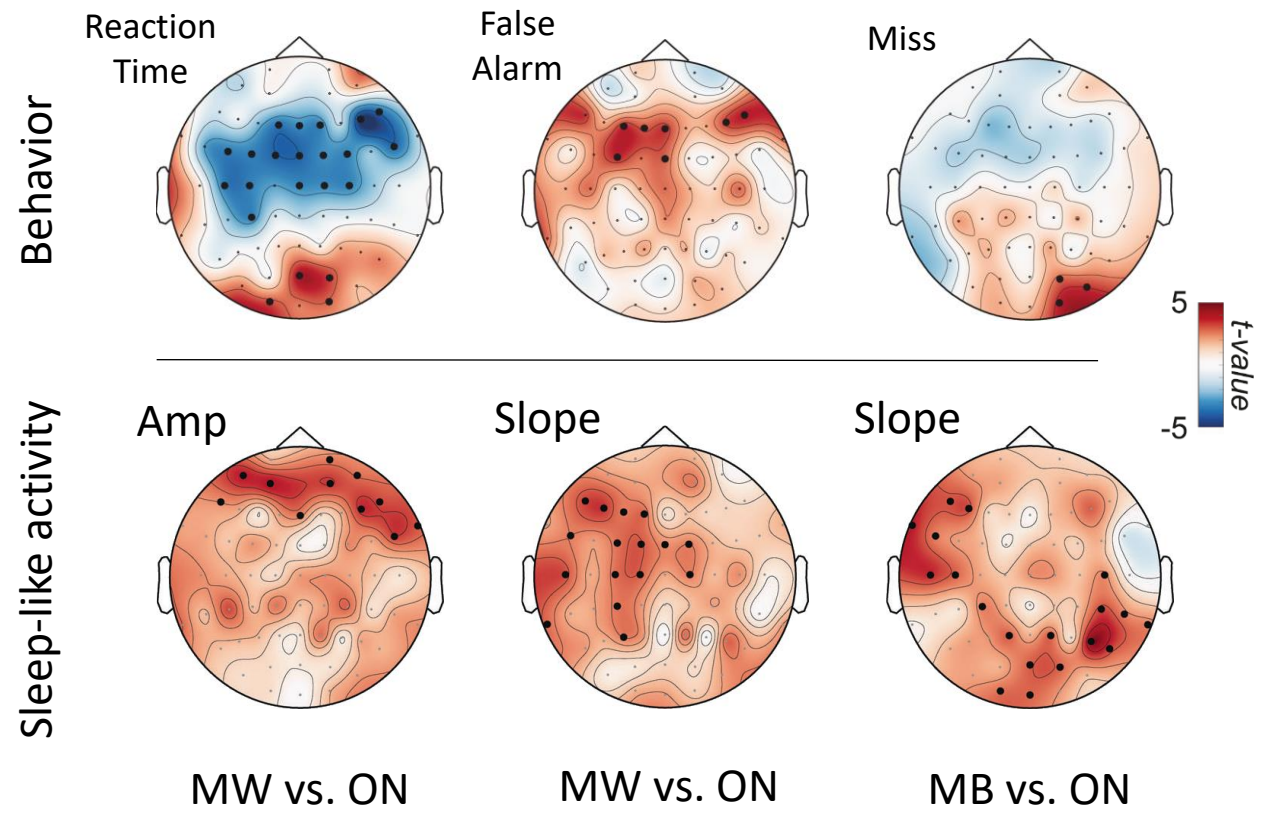 Reaction
Time
False
Alarm
Miss
Behavior
5
-5
t-value
Amp
Slope
Slope
Sleep-like activity
MW vs. ON
MW vs. ON
MB vs. ON